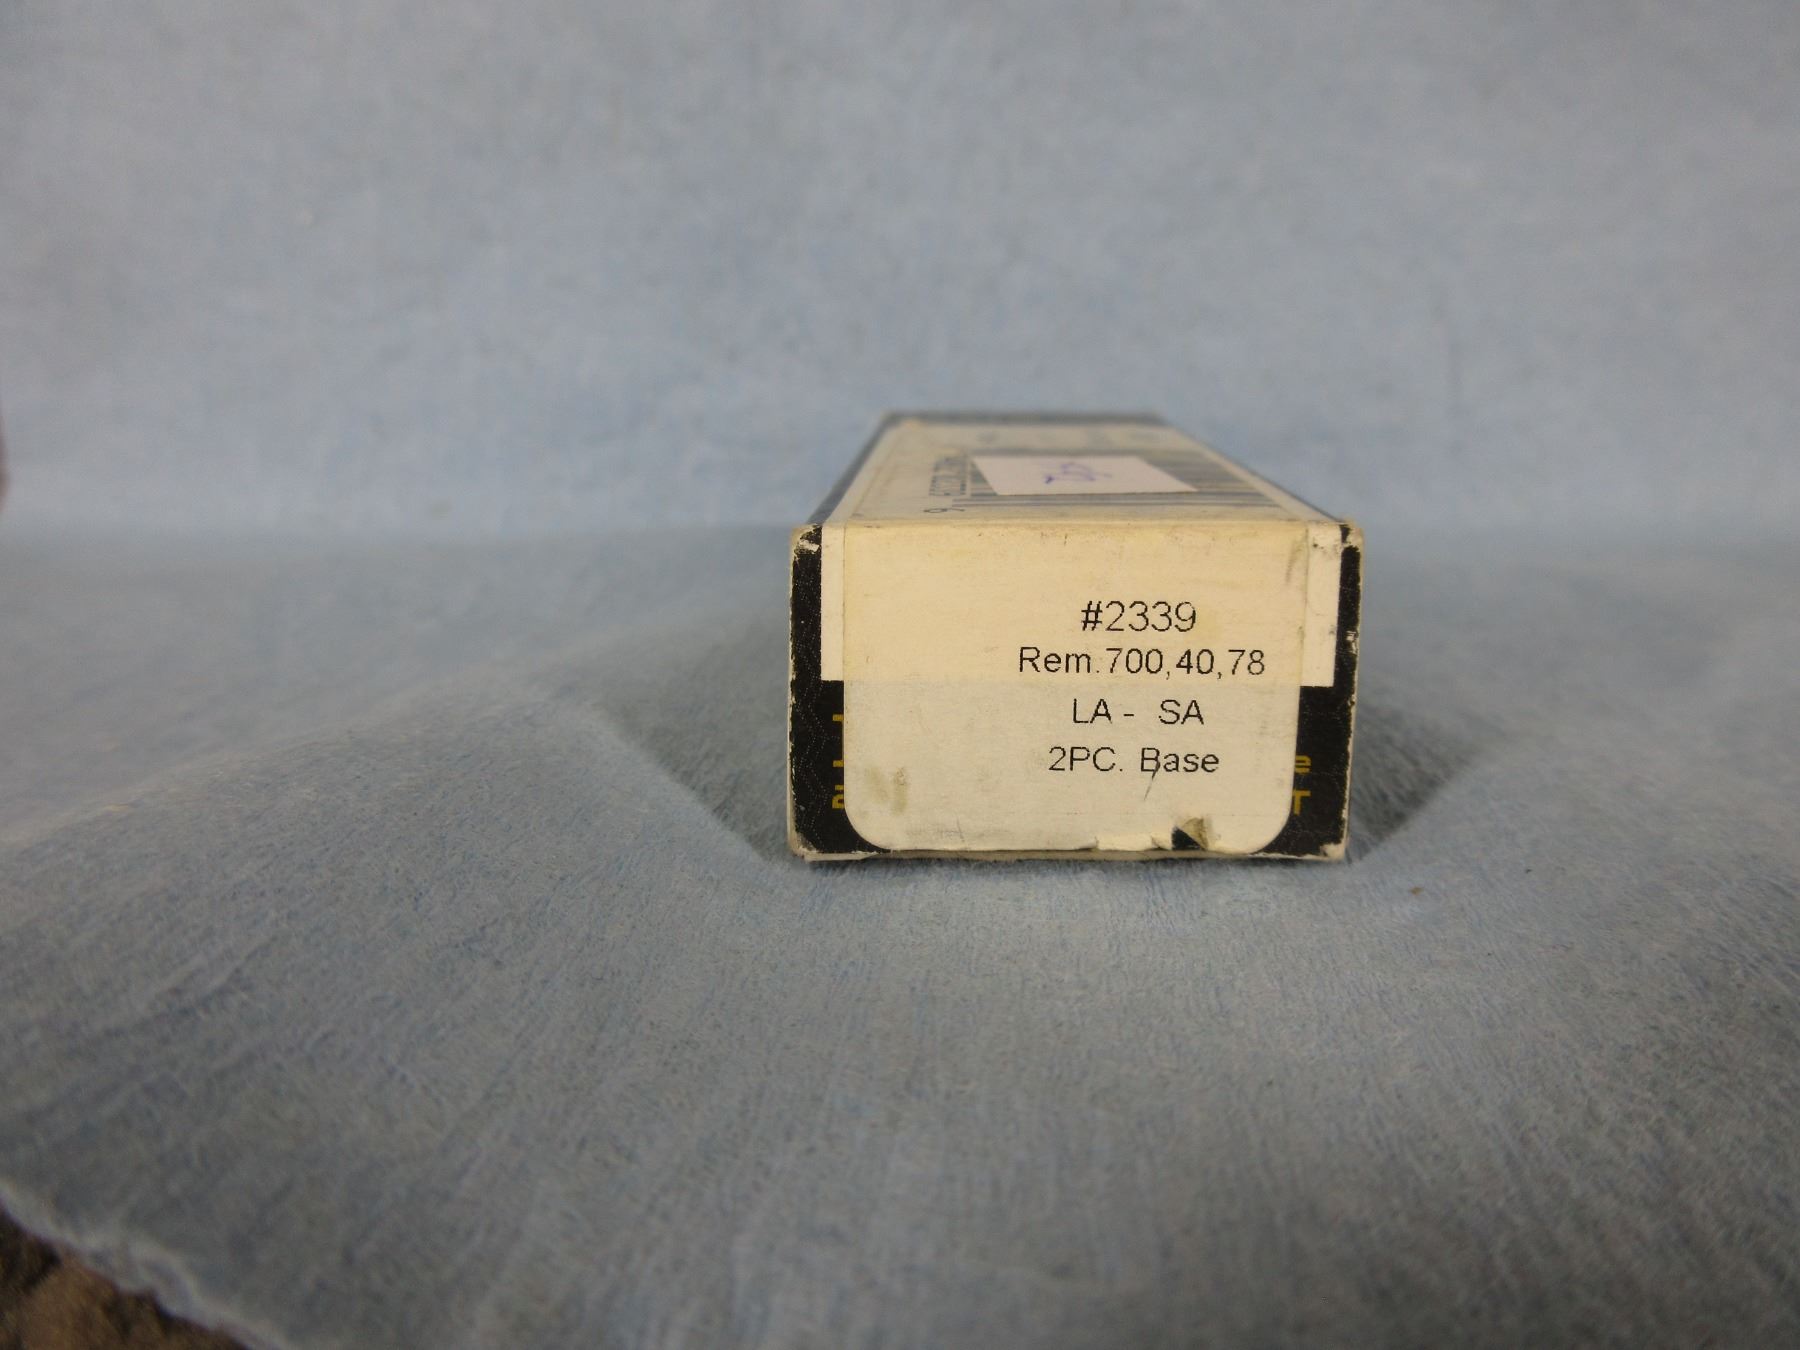 #2339
Rem.700,40,78
LA - SA
2PC. Base